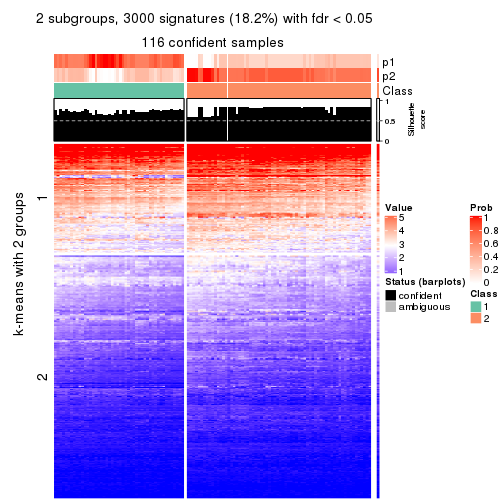 2 subgroups, 3000 signatures (18.2%) with fdr < 0.05
116 confident samples
p1
p2
Class
1
0.5
0
Silhouette
score
k-means with 2 groups
1
2
Value
5
4
3
2
1
Prob
1
0.8
0.6
0.4
0.2
0
Status (barplots)
confident
ambiguous
Class
1
2